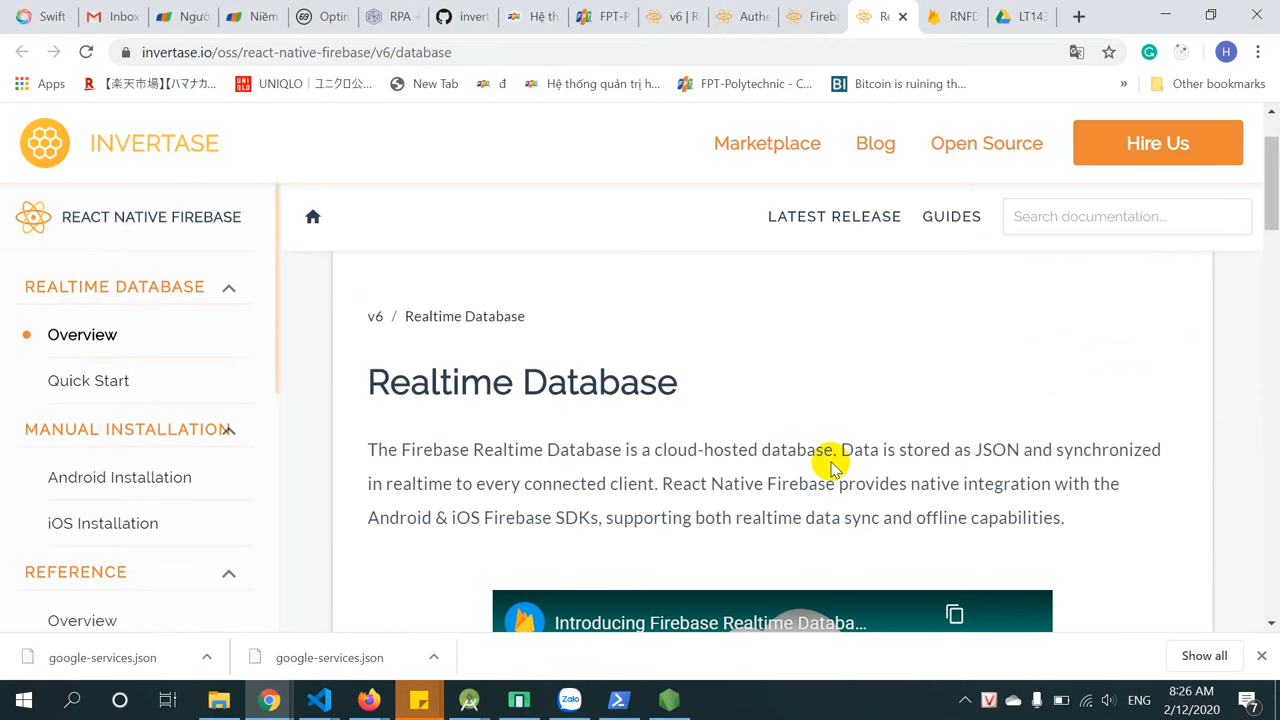 Swift
Inbox
Ngườ
Niềm
Optin
RPA +
invert
Hệ th
FPT-P
v6 | R
Authe
Fireba
Re
RNFD
LT143
invertase.io/oss/react-native-firebase/v6/database
H
Apps
【楽天市場】【ハマナカ...
UNIQLO｜ユニクロ公...
New Tab
đ
Hệ thống quản trị h...
FPT-Polytechnic - C...
BI
Bitcoin is ruining th...
»
Other bookmarks
INVERTASE
Marketplace
Blog
Open Source
Hire Us
REACT NATIVE FIREBASE
LATEST RELEASE
GUIDES
Search documentation...
REALTIME DATABASE
Overview
Quick Start
MANUAL INSTALLATION
Android Installation
iOS Installation
REFERENCE
Overview
v6 / Realtime Database
Realtime Database
The Firebase Realtime Database is a cloud-hosted database. Data is stored as JSON and synchronized
in realtime to every connected client. React Native Firebase provides native integration with the
Android & iOS Firebase SDKs, supporting both realtime data sync and offline capabilities.
Introducing Firebase Realtime Databa...
google-services.json
google-services.json
Show all
Zalo
V
ENG
8:26 AM
2/12/2020
7